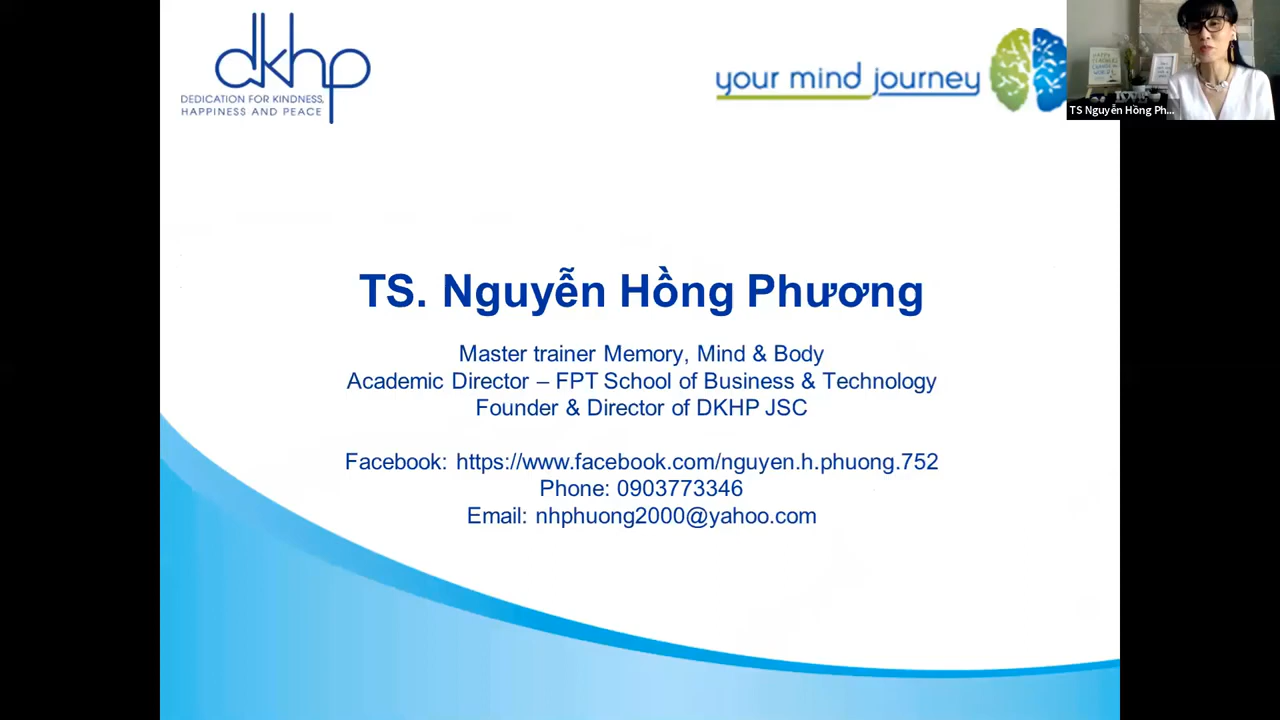 dkhp
DEDICATION FOR KINDNESS,
HAPPINESS AND PEACE
your mind journey
TS Nguyễn Hồng Ph...
TS. Nguyễn Hồng Phương
Master trainer Memory, Mind & Body
Academic Director – FPT School of Business & Technology
Founder & Director of DKHP JSC
Facebook: https://www.facebook.com/nguyen.h.phuong.752
Phone: 0903773346
Email: nhphuong2000@yahoo.com